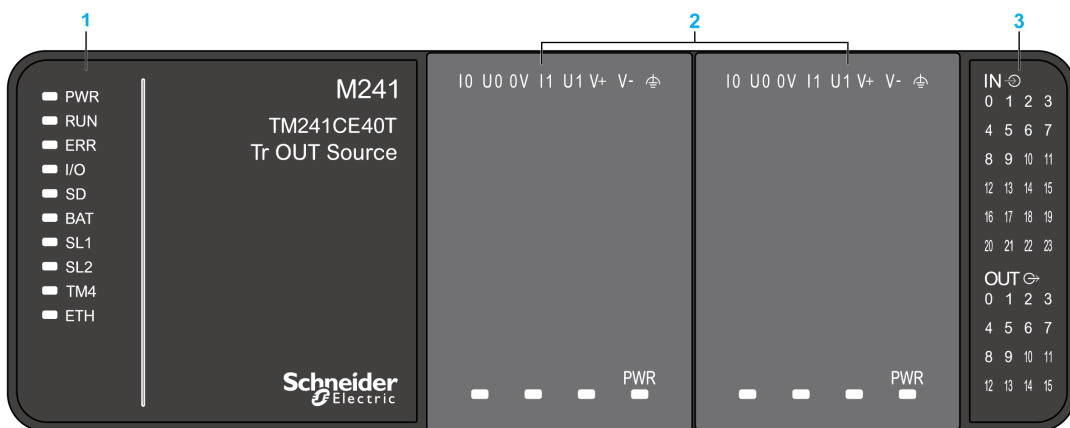 1
2
3
PWR
RUN
ERR
I/O
SD
BAT
SL1
SL2
TM4
ETH
M241
TM241CE40T
Tr OUT Source
Schneider
Electric
I0 U0 0V I1 U1 V+ V-
PWR
I0 U0 0V I1 U1 V+ V-
PWR
IN
0 1 2 3
4 5 6 7
8 9 10 11
12 13 14 15
16 17 18 19
20 21 22 23
OUT
0 1 2 3
4 5 6 7
8 9 10 11
12 13 14 15